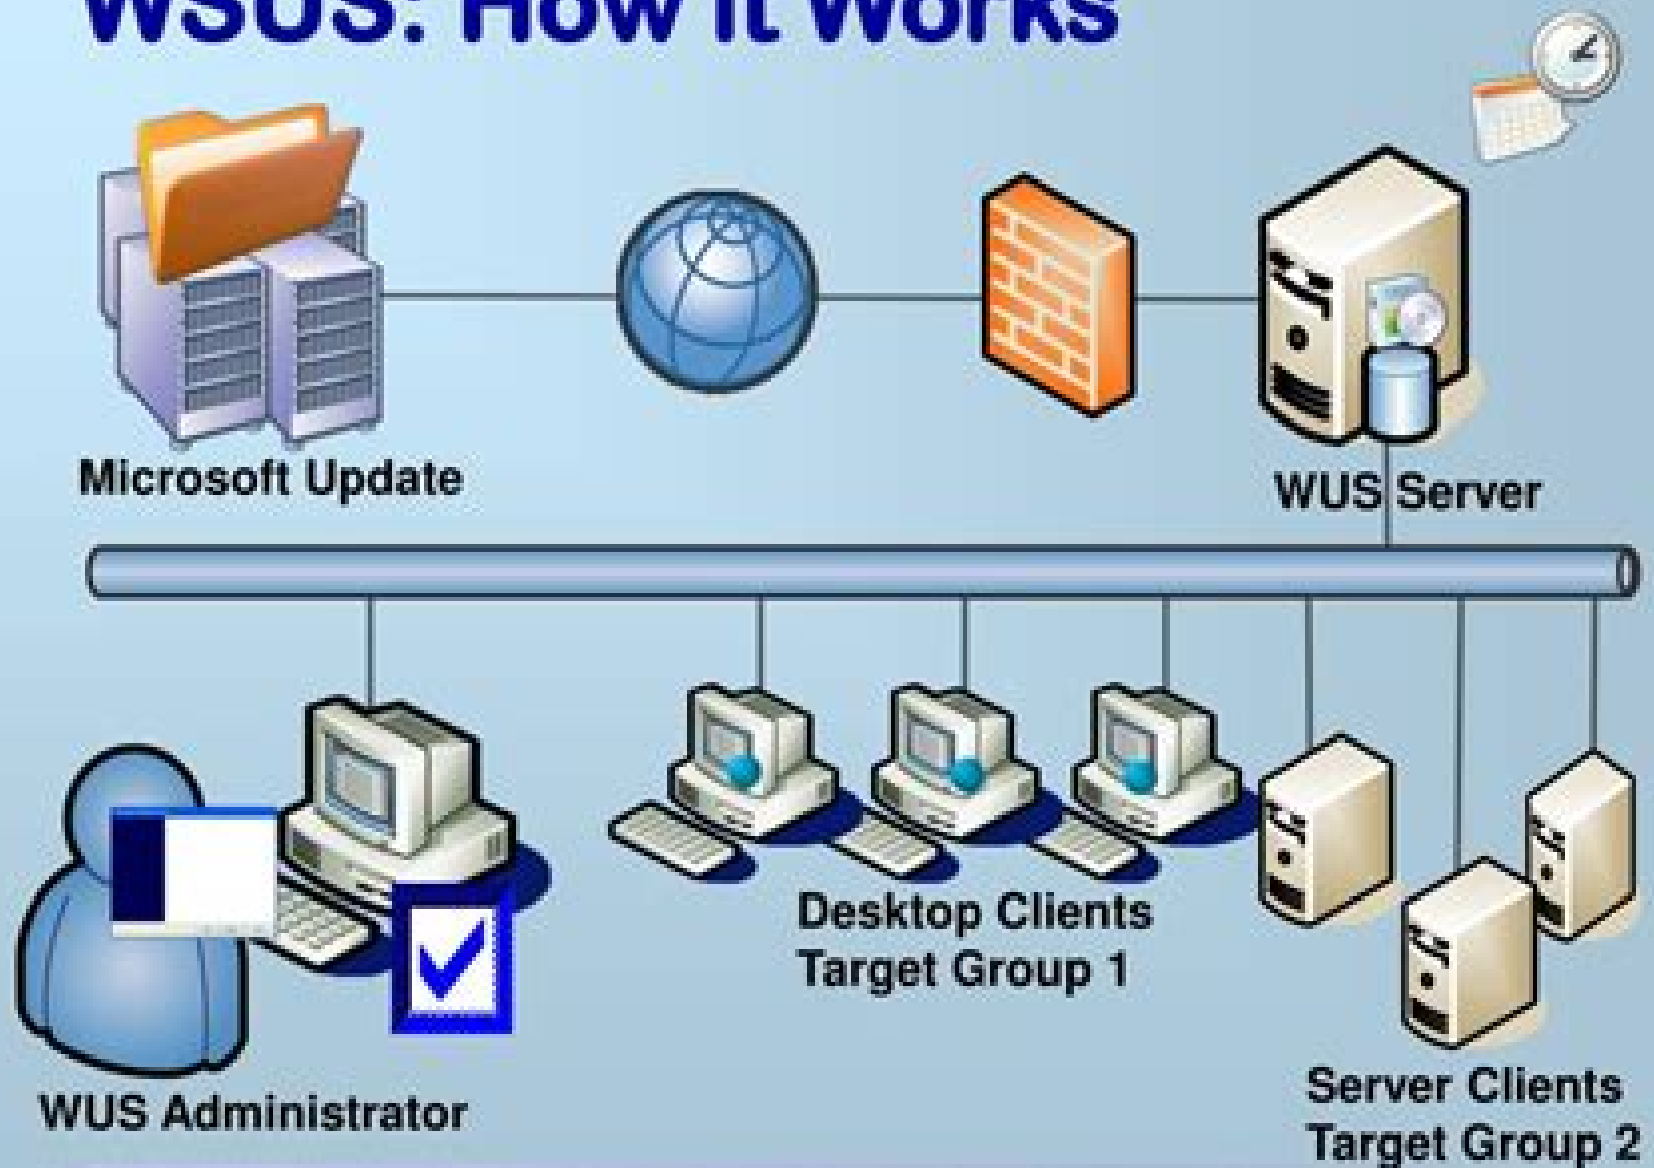 WSUS: How it Works
Microsoft Update
WUS Server
Desktop Clients
Target Group 1
WUS Administrator
Server Clients
Target Group 2